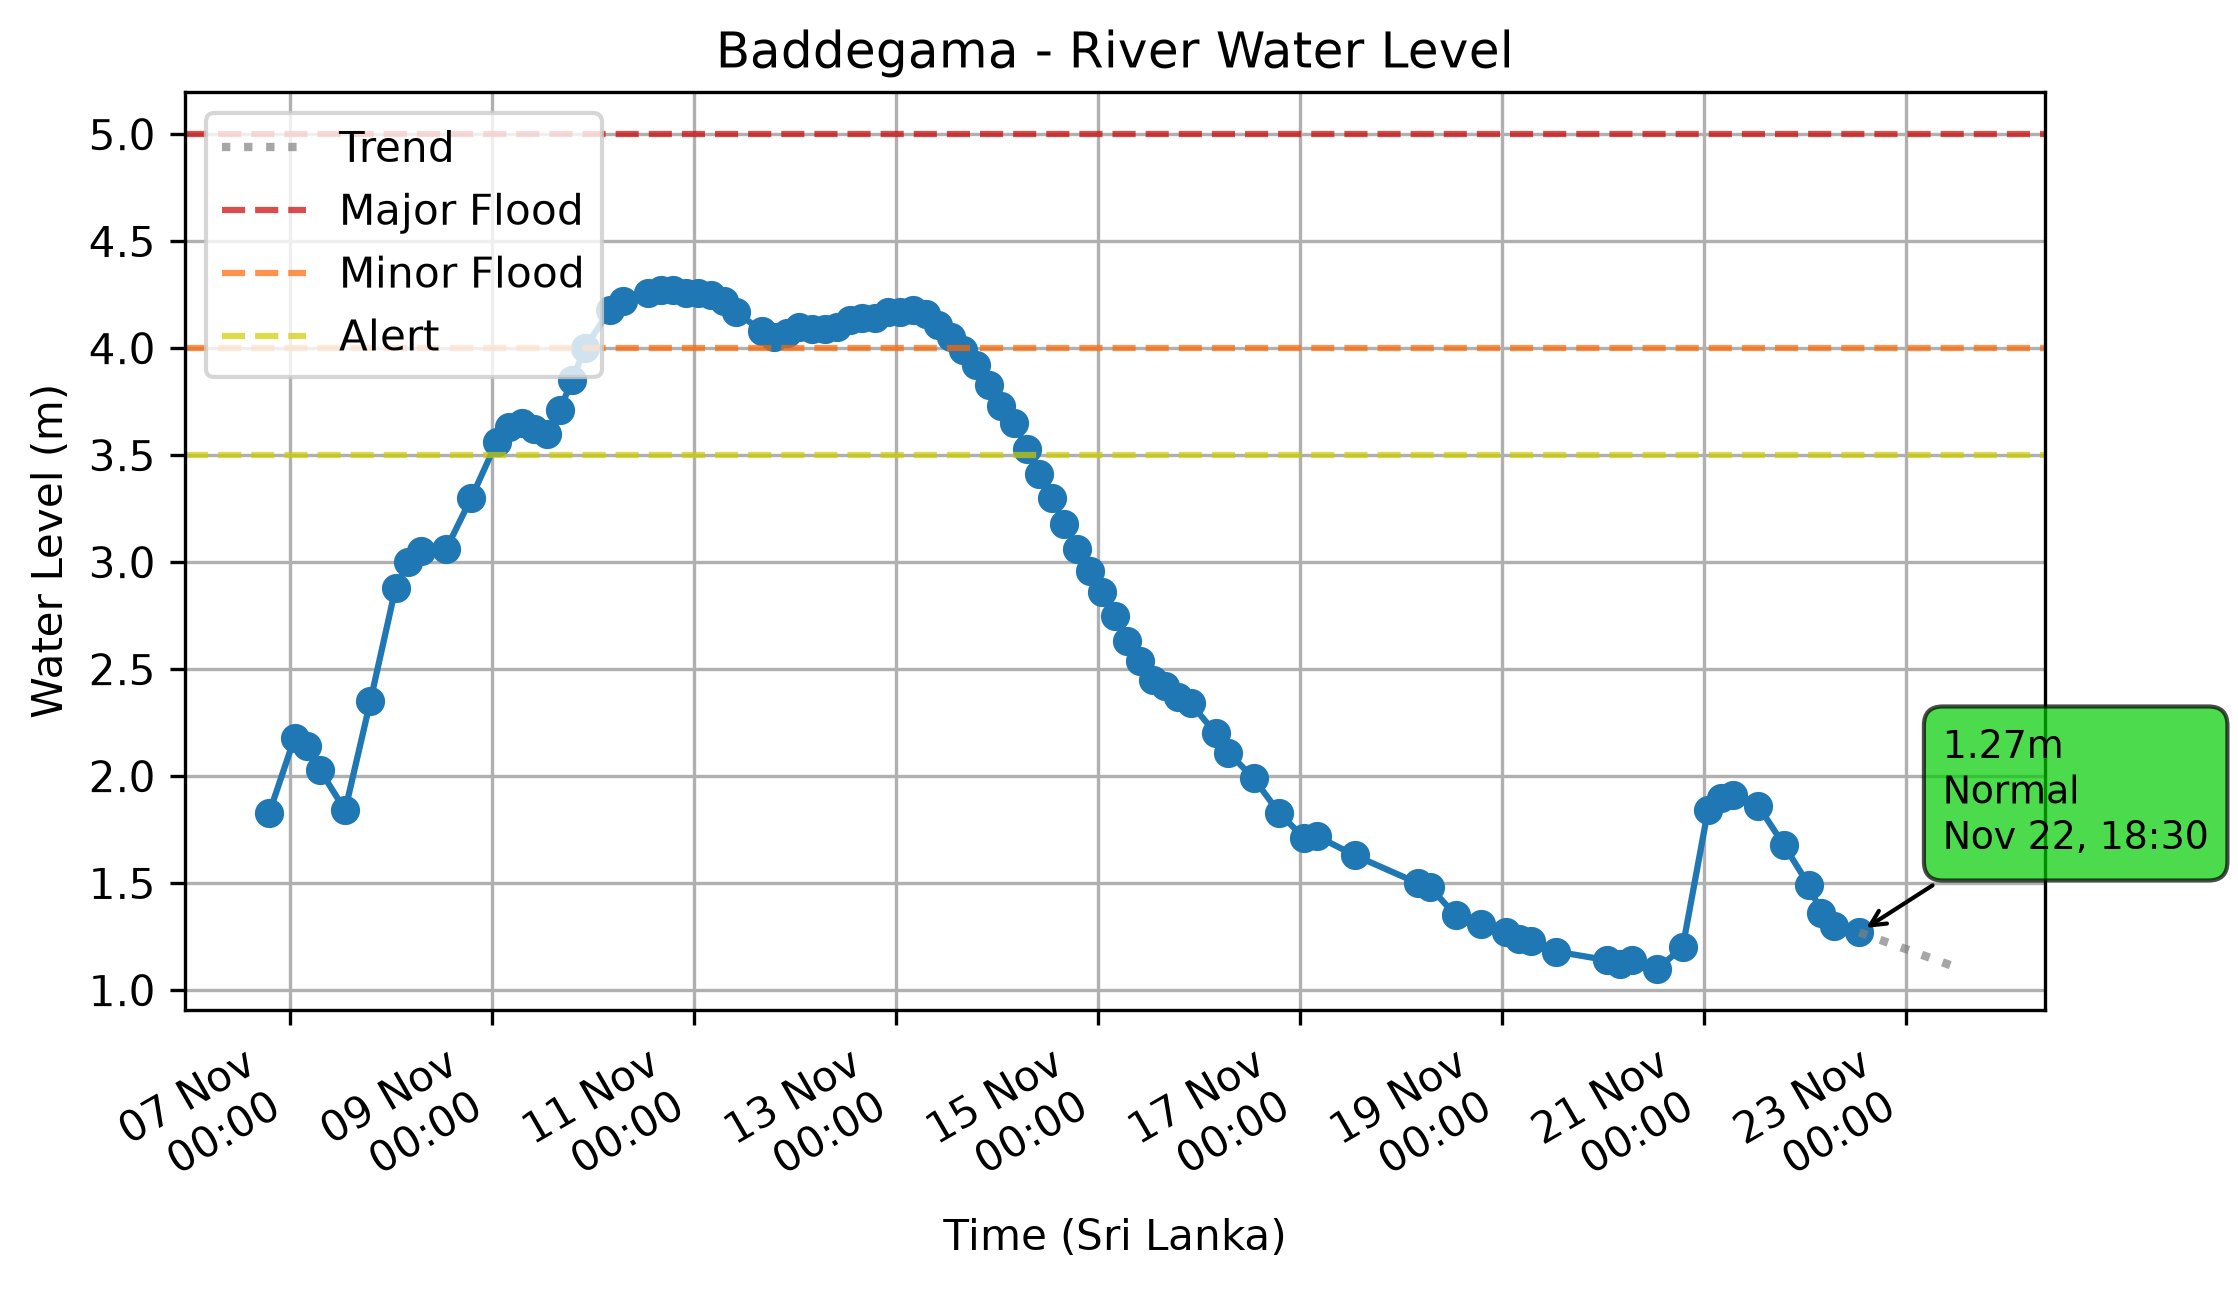 Baddegama - River Water Level
Trend
Major Flood
Minor Flood
Alert
5.0
4.5
4.0
3.5
3.0
2.5
2.0
1.5
1.0
Water Level (m)
1.27m
Normal
Nov 22, 18:30
07 Nov
00:00
09 Nov
00:00
11 Nov
00:00
13 Nov
00:00
15 Nov
00:00
17 Nov
00:00
19 Nov
00:00
21 Nov
00:00
23 Nov
00:00
Time (Sri Lanka)